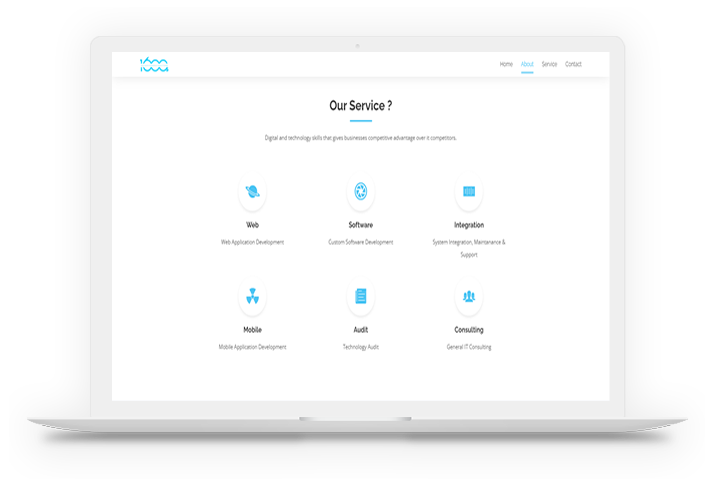 Home About Service Contact
Our Service ?
Digital and technology skills that gives businesses competitive advantage over it competitors.
Web Software Integration
Web Application Development Custom Software Development System Integration, Maintanance &
Support
Mobile Audit Consulting
Mobile Application Development Technology Audit General IT Consulting